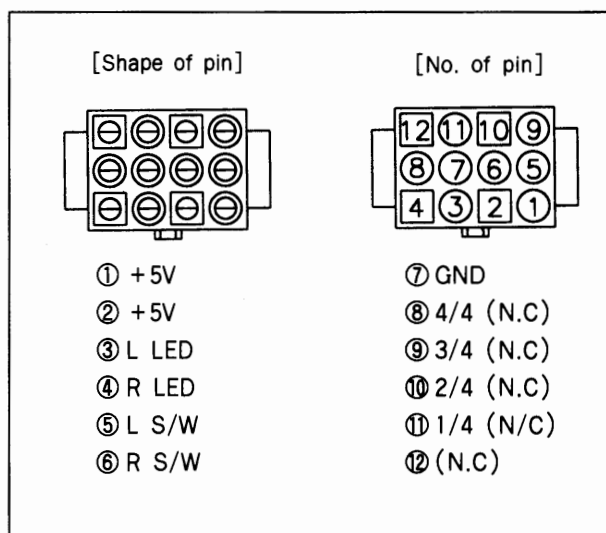 [Shape of pin]
[No. of pin]
12 11 10 9
8 7 6 5
4 3 2 1
① +5V
② +5V
③ L LED
④ R LED
⑤ L S/W
⑥ R S/W
⑦ GND
⑧ 4/4 (N.C)
⑨ 3/4 (N.C)
⑩ 2/4 (N.C)
⑪ 1/4 (N/C)
⑫ (N.C)